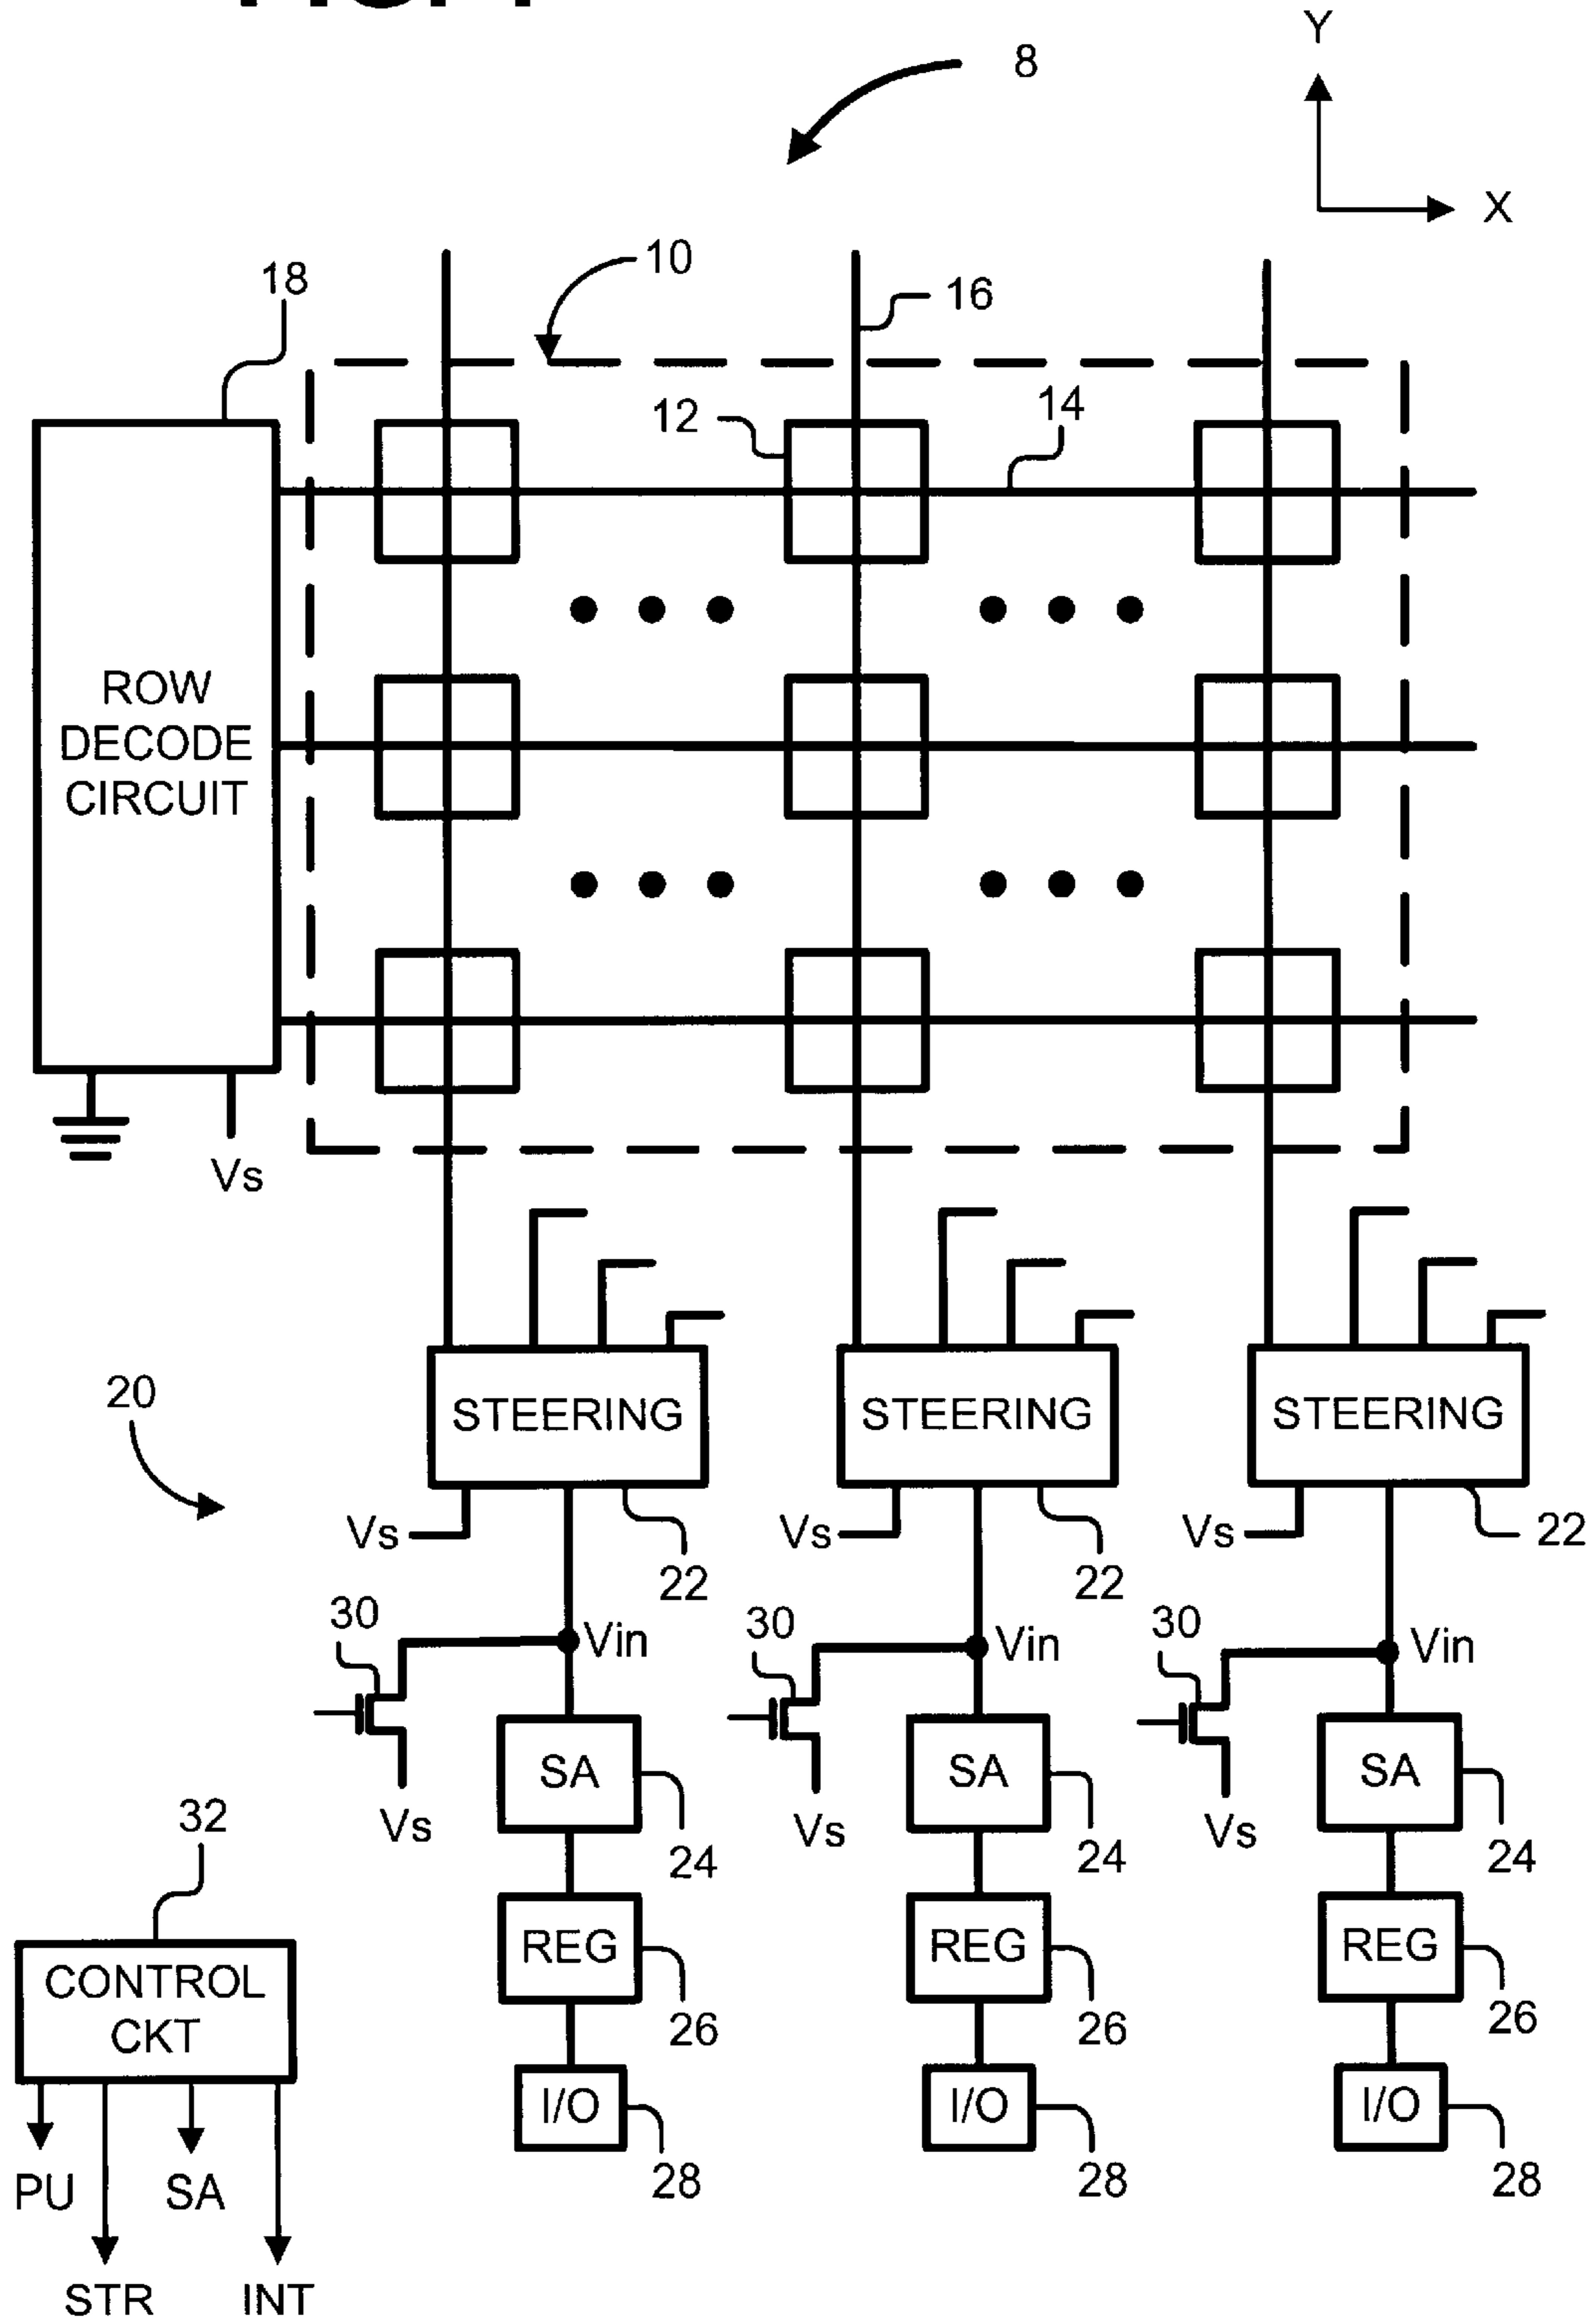 Y
8
X
10
18
16
14
12
ROW
DECODE
CIRCUIT
Vs
20
STEERING
STEERING
STEERING
Vs
Vs
Vs
22
22
22
30
30
30
Vin
Vin
Vin
SA
SA
SA
Vs
Vs
Vs
32
24
24
24
CONTROL
CKT
REG
REG
REG
26
26
26
I/O
I/O
I/O
PU
SA
28
28
28
STR
INT